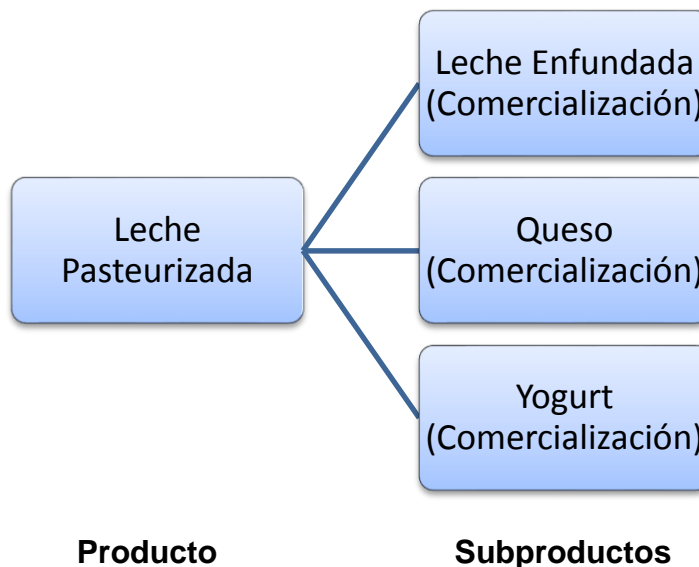 Leche Enfundada
(Comercialización)
Leche
Pasteurizada
Queso
(Comercialización)
Yogurt
(Comercialización)
Producto
Subproductos